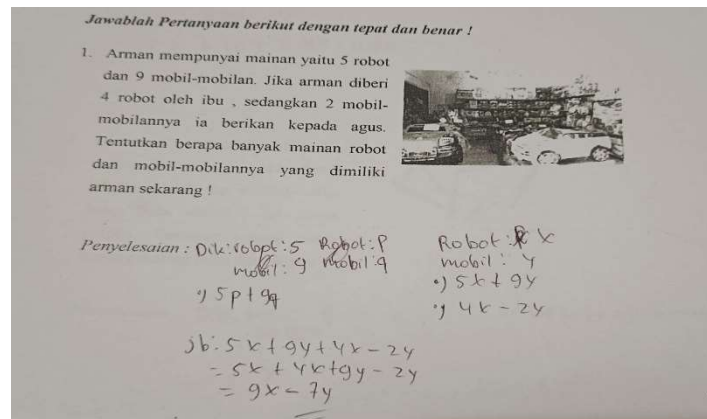 Jawablah Pertanyaan berikut dengan tepat dan benar !
1. Arman mempunyai mainan yaitu 5 robot
dan 9 mobil-mobilan. Jika arman diberi
4 robot oleh ibu , sedangkan 2 mobil-
mobilannya ia berikan kepada agus.
Tentutkan berapa banyak mainan robot
dan mobil-mobilannya yang dimiliki
arman sekarang !
Penyelesaian : Dik: robot : 5 Robot : P
mobil : 9 mobil : q
•) 5p + 9q
Robot : x
mobil : y
•) 5x + 9y
•) 4x - 2y
jb: 5x + 9y + 4x - 2y
= 5x + 4x + 9y - 2y
= 9x - 7y